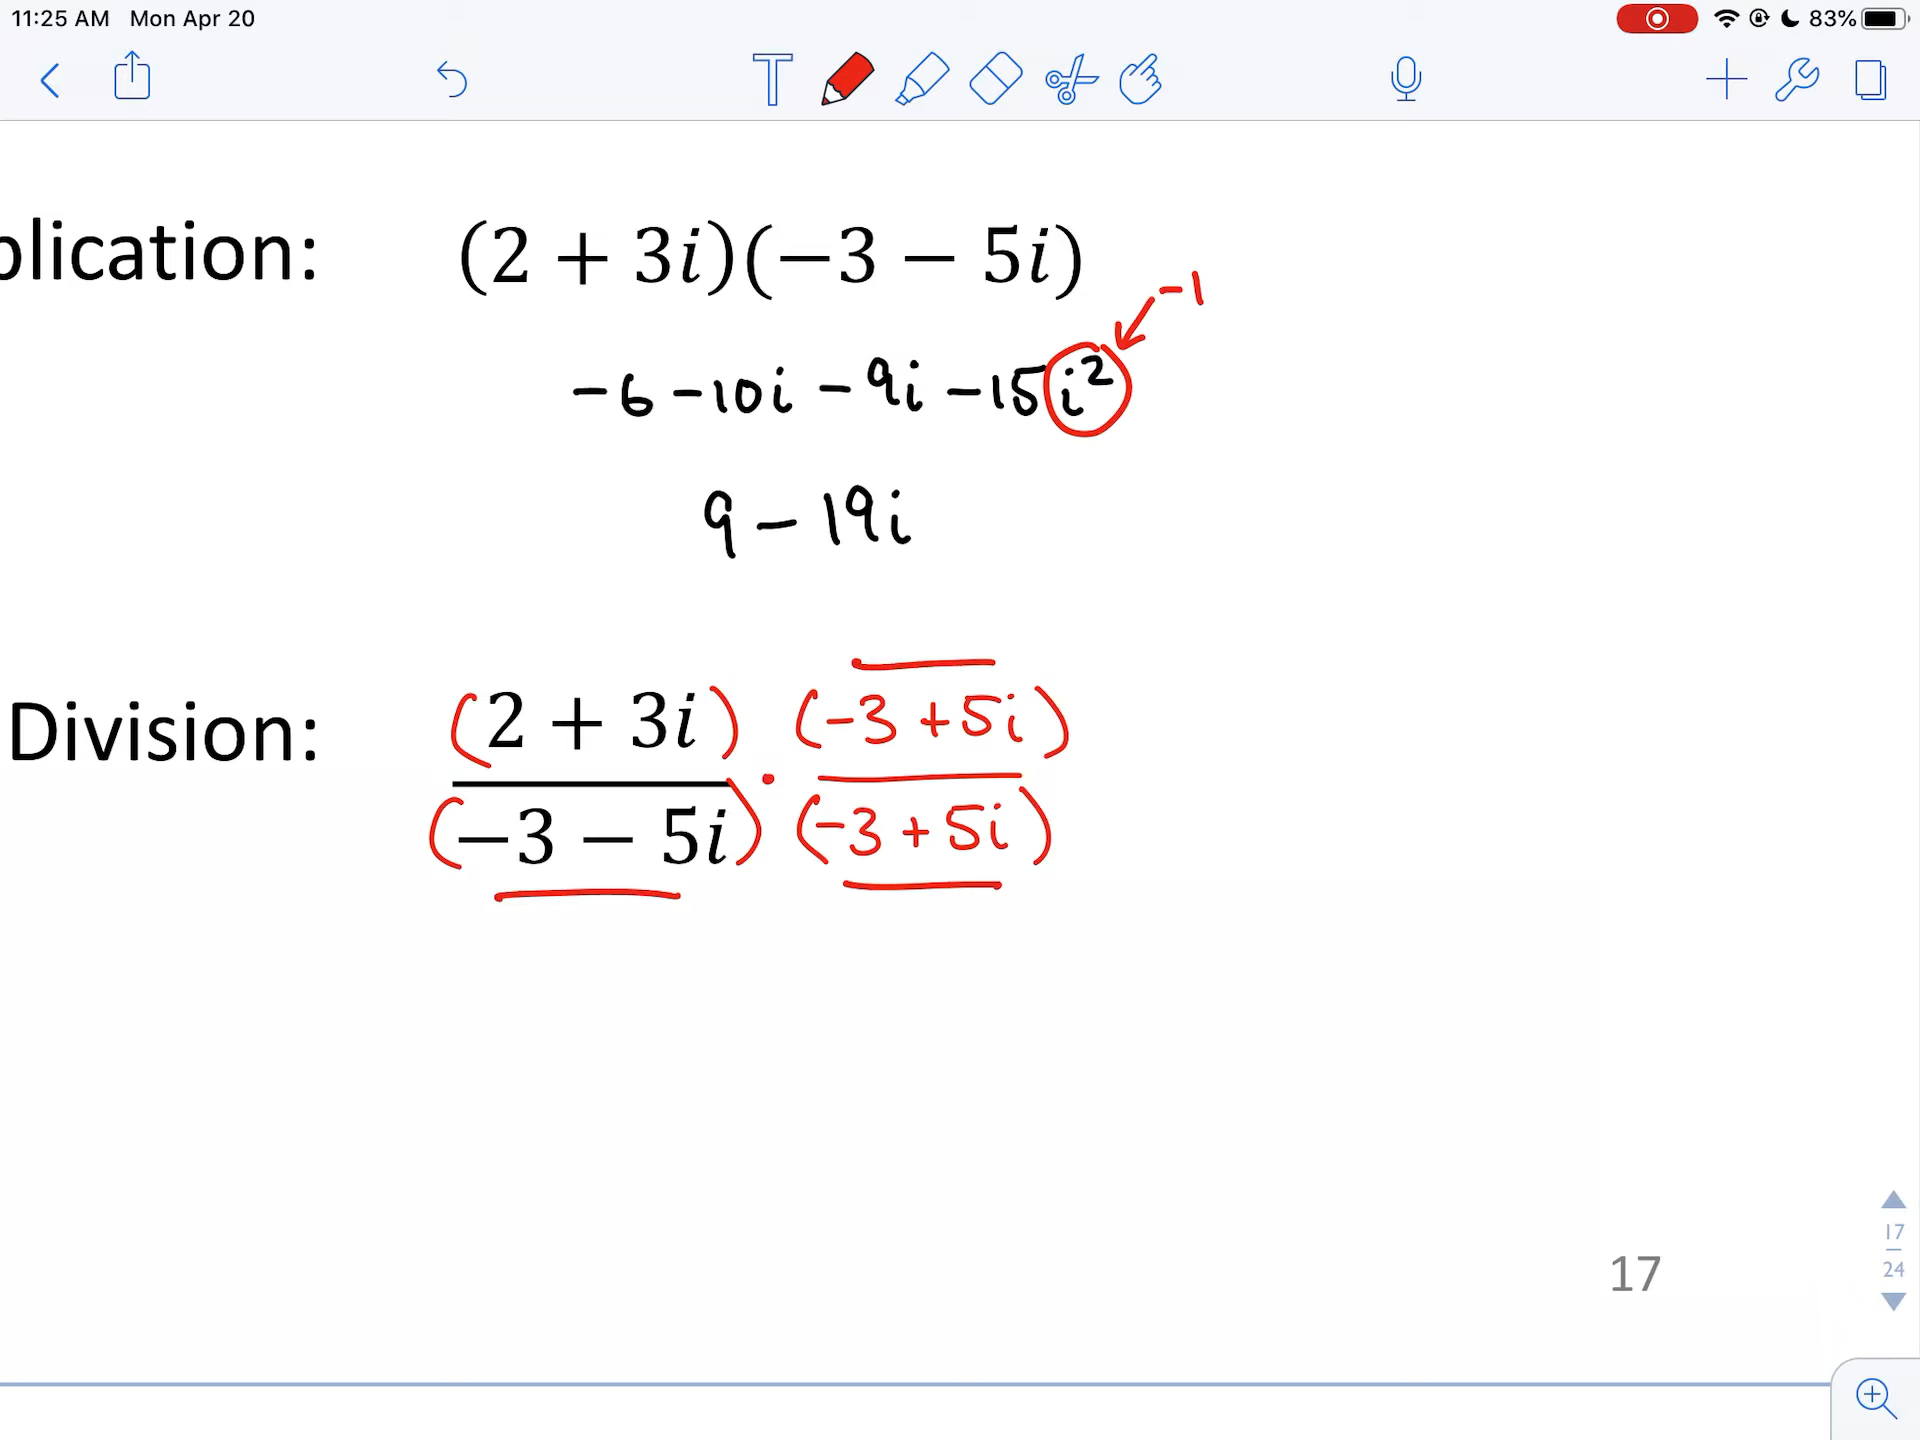 11:25 AM Mon Apr 20 83%
T
plication: (2 + 3i)(−3 − 5i)
-1
-6 -10i -9i -15i²
9 - 19i
Division: (2 + 3i) · (-3 +5i)
(−3 − 5i) (-3 +5i)
17
24
17